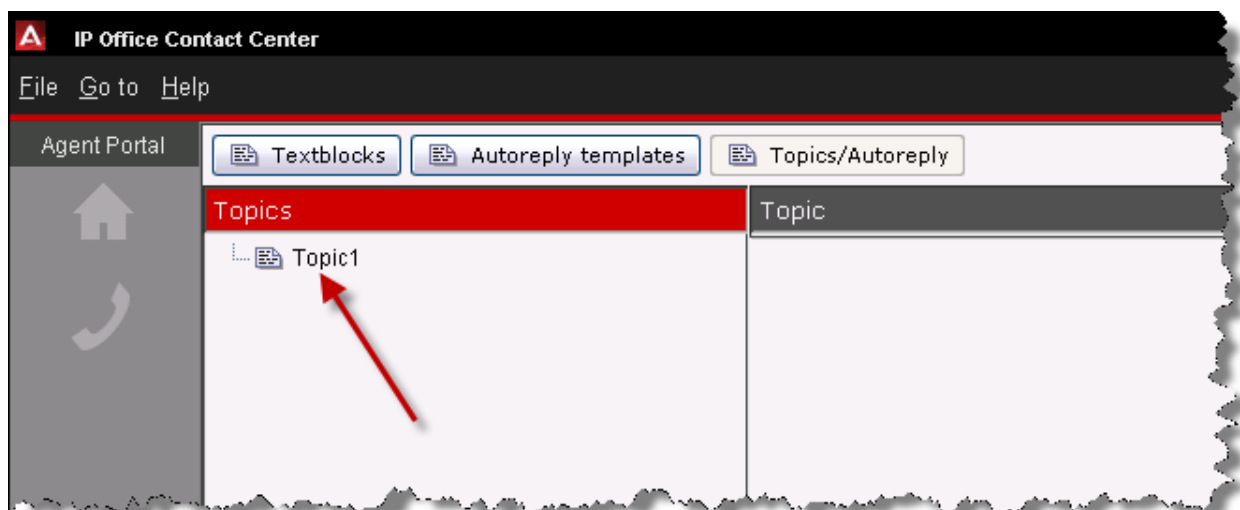 IP Office Contact Center
File Go to Help
Agent Portal
Textblocks Autoreply templates Topics/Autoreply
Topics Topic
Topic1